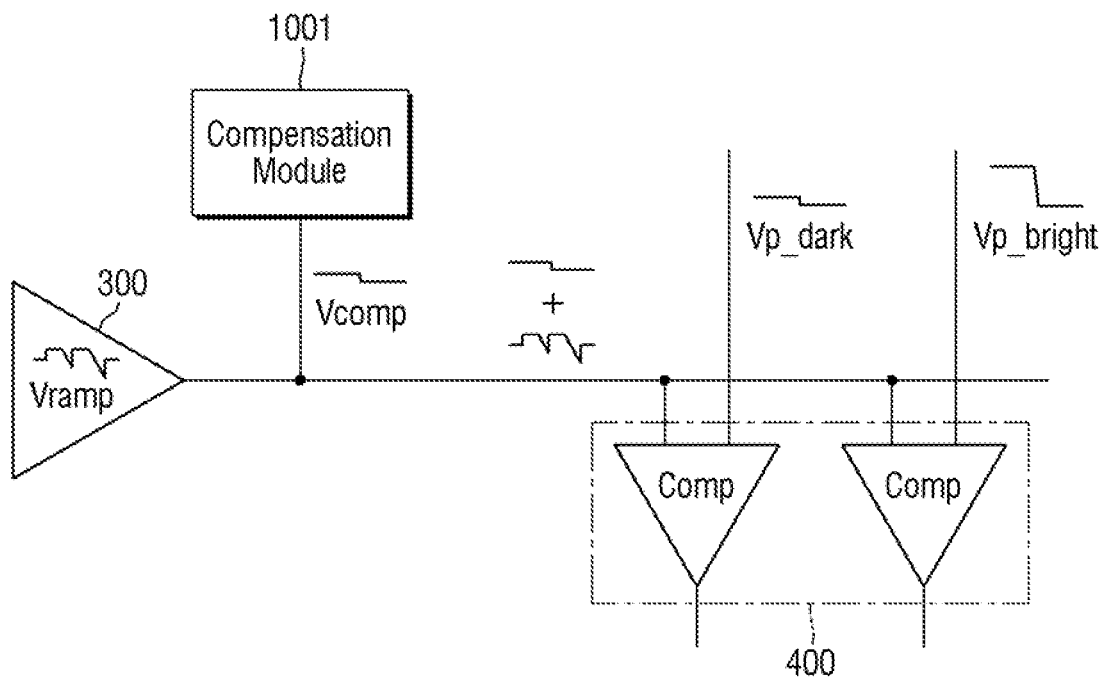 1001
Compensation
Module
Vp_dark
Vp_bright
300
Vcomp
+
Vramp
Comp
Comp
400